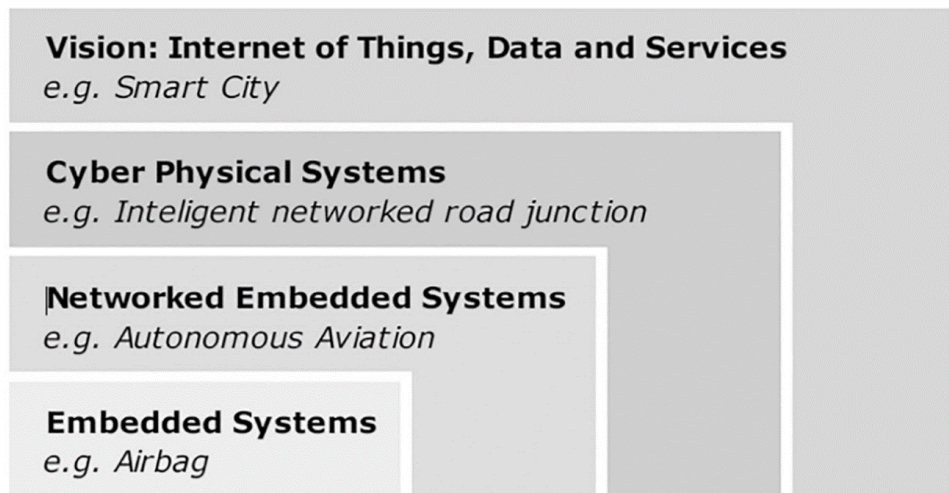 Vision: Internet of Things, Data and Services
e.g. Smart City
Cyber Physical Systems
e.g. Inteligent networked road junction
Networked Embedded Systems
e.g. Autonomous Aviation
Embedded Systems
e.g. Airbag